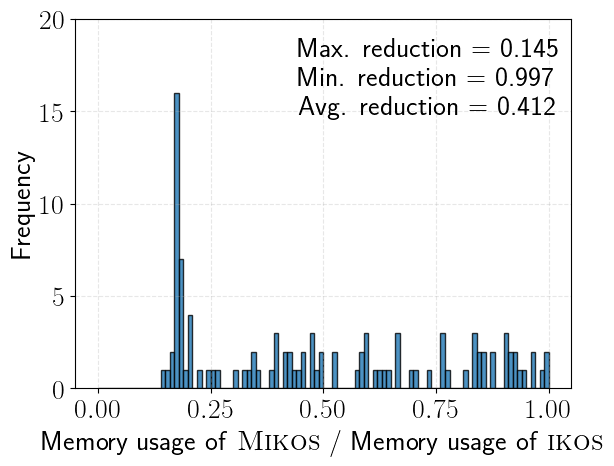 20
Max. reduction = 0.145
Min. reduction = 0.997
Avg. reduction = 0.412
15
10
5
0
Frequency
0.00 0.25 0.50 0.75 1.00
Memory usage of MIKOS / Memory usage of IKOS